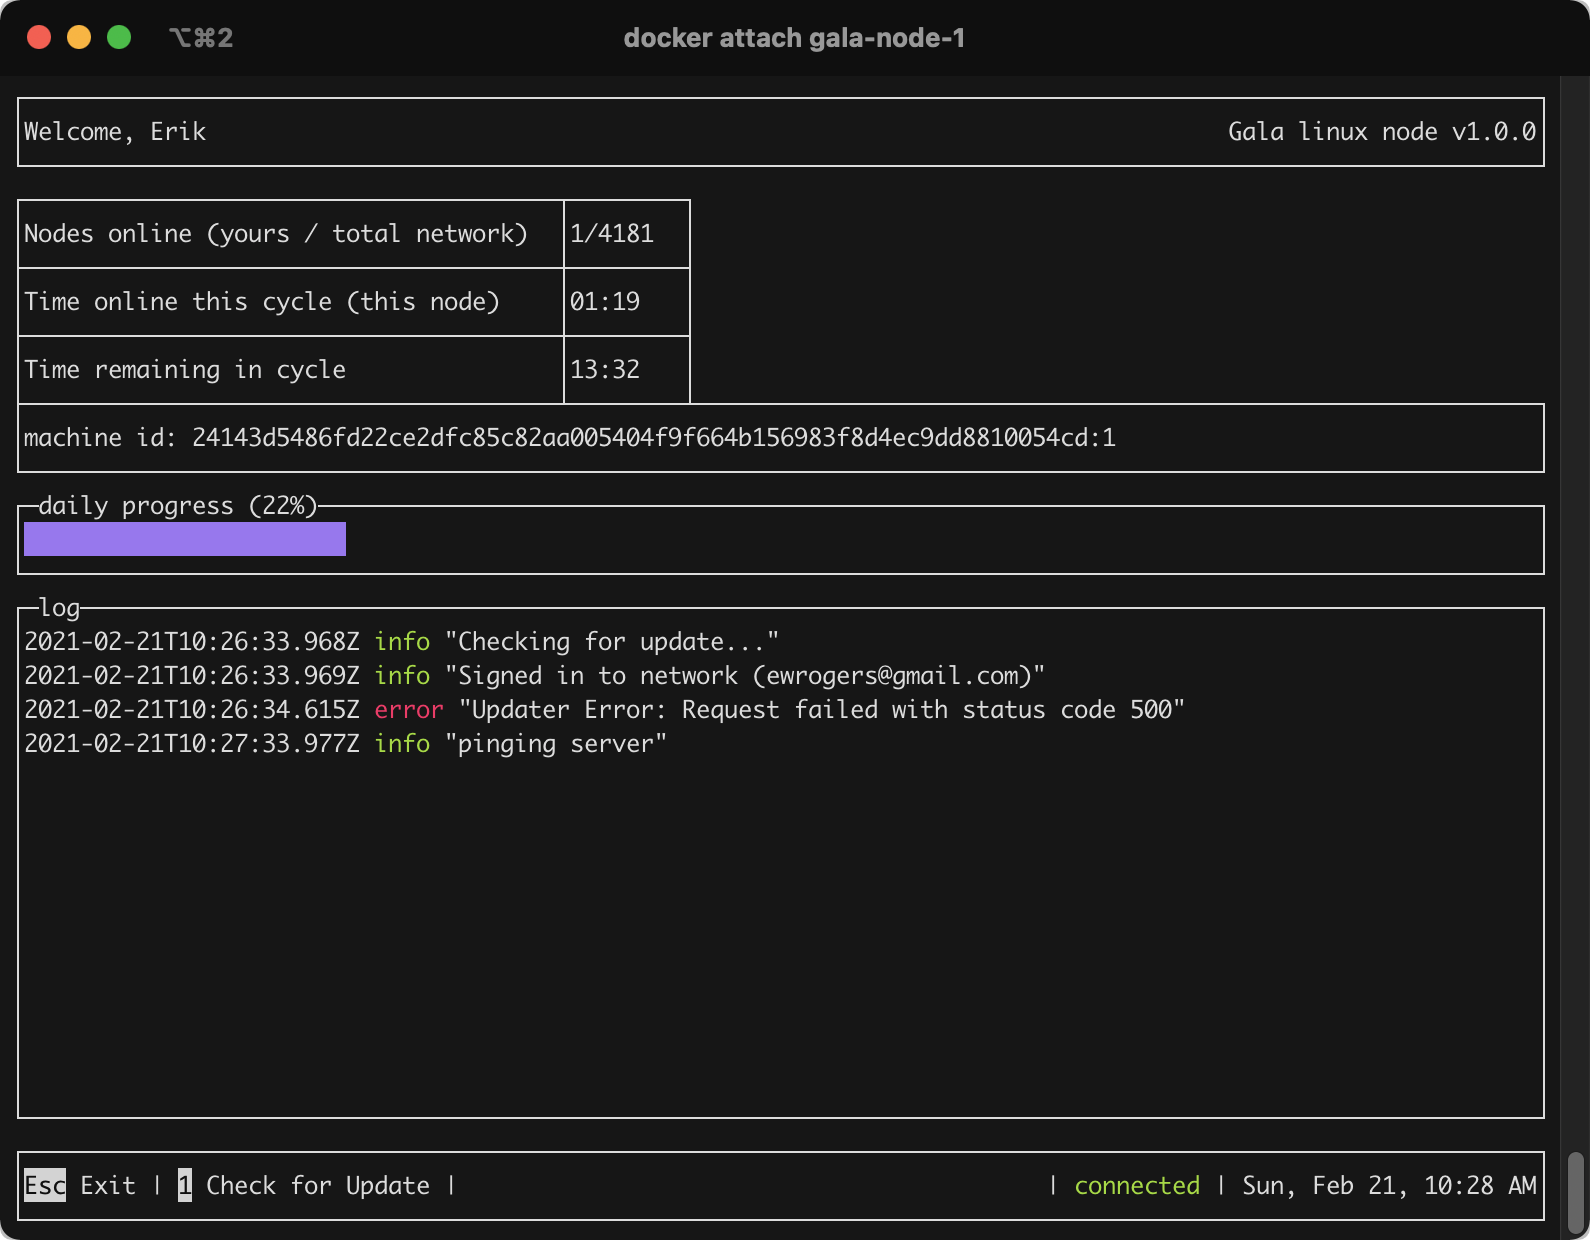 ⌥⌘2 docker attach gala-node-1
Welcome, Erik Gala linux node v1.0.0
Nodes online (yours / total network) 1/4181
Time online this cycle (this node) 01:19
Time remaining in cycle 13:32
machine id: 24143d5486fd22ce2dfc85c82aa005404f9f664b156983f8d4ec9dd8810054cd:1
daily progress (22%)
log
2021-02-21T10:26:33.968Z info "Checking for update..."
2021-02-21T10:26:33.969Z info "Signed in to network (ewrogers@gmail.com)"
2021-02-21T10:26:34.615Z error "Updater Error: Request failed with status code 500"
2021-02-21T10:27:33.977Z info "pinging server"
Esc Exit | 1 Check for Update | | connected | Sun, Feb 21, 10:28 AM